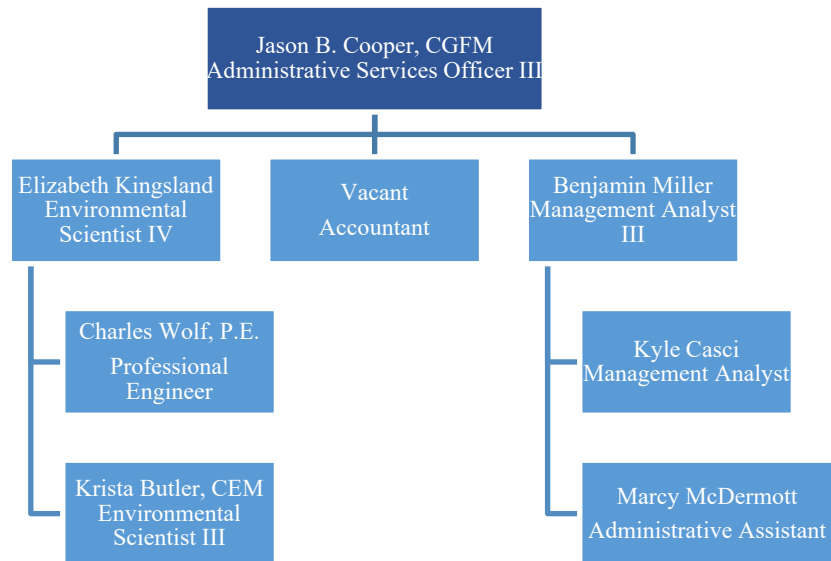 Jason B. Cooper, CGFM
Administrative Services Officer III
Elizabeth Kingsland
Environmental
Scientist IV
Vacant
Accountant
Benjamin Miller
Management Analyst
III
Charles Wolf, P.E.
Professional
Engineer
Kyle Casci
Management Analyst
Krista Butler, CEM
Environmental
Scientist III
Marcy McDermott
Administrative Assistant